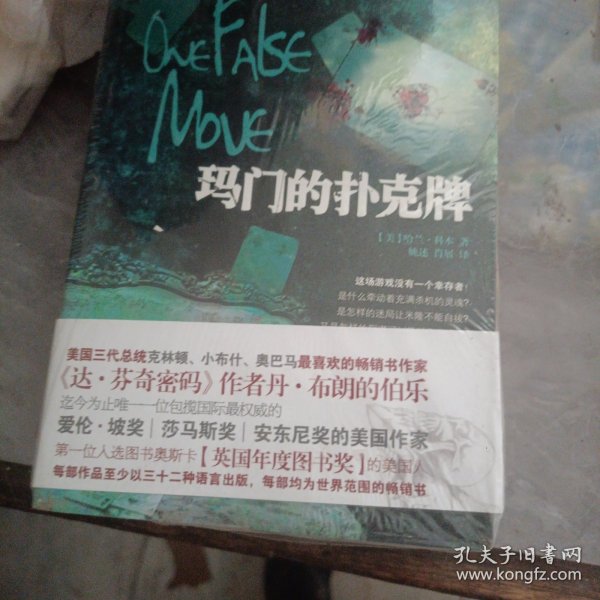 One False
Move
玛门的扑克牌
【美】哈兰·科本 著
这场游戏没有一个幸存者！
是什么牵动着充满杀机的灵魂？
是怎样的迷局让米隆不能自拔？
美国三代总统克林顿、小布什、奥巴马最喜欢的畅销书作家
《达·芬奇密码》作者丹·布朗的伯乐
迄今为止唯一一位包揽国际最权威的
爱伦·坡奖｜莎马斯奖｜安东尼奖的美国作家
第一位入选图书奥斯卡【英国年度图书奖】的美国人
每部作品至少以三十二种语言出版，每部均为世界范围的畅销书
孔夫子旧书网
www.kongfz.com